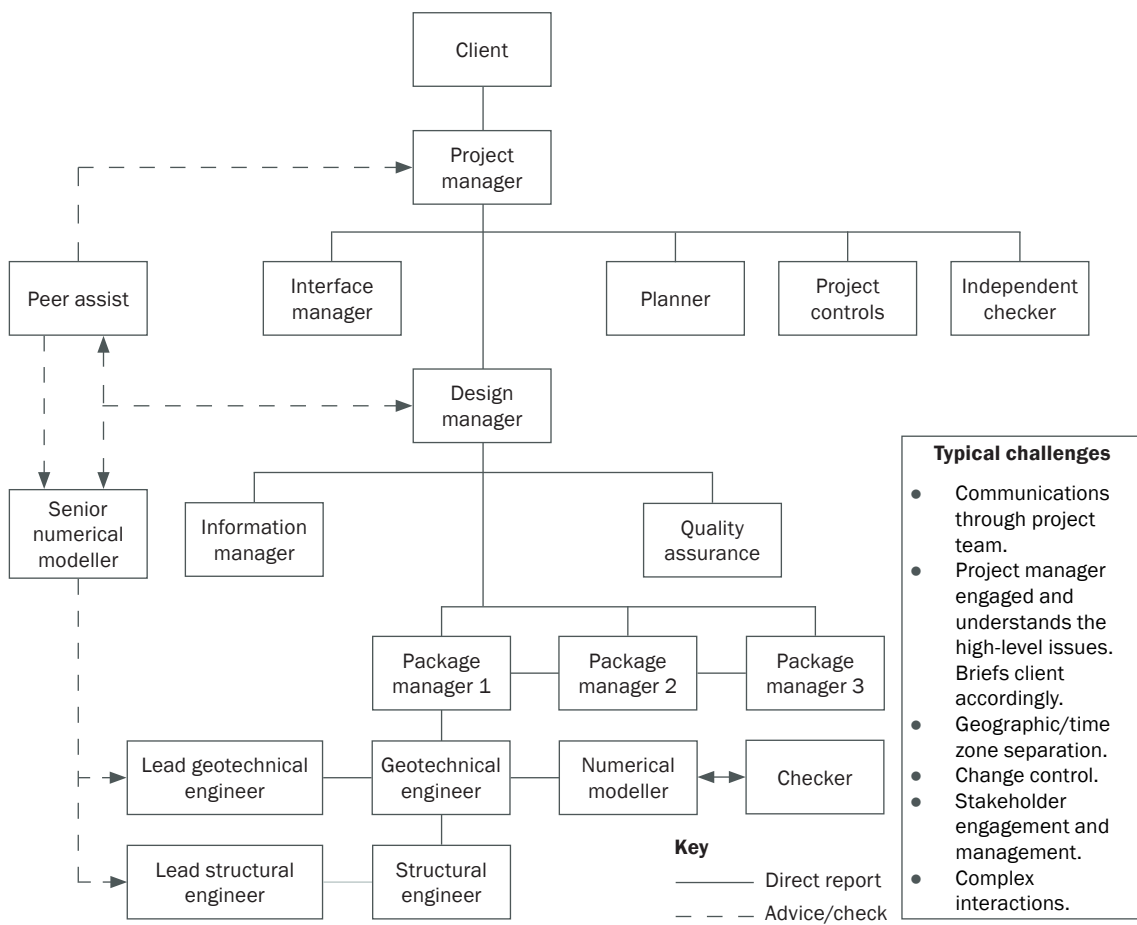 Client
Project
manager
Peer assist
Interface
manager
Planner
Project
controls
Independent
checker
Design
manager
Senior
numerical
modeller
Information
manager
Quality
assurance
Package
manager 1
Package
manager 2
Package
manager 3
Lead geotechnical
engineer
Geotechnical
engineer
Numerical
modeller
Checker
Lead structural
engineer
Structural
engineer
Key
Direct report
Advice/check
Typical challenges
● Communications
through project
team.
● Project manager
engaged and
understands the
high-level issues.
Briefs client
accordingly.
● Geographic/time
zone separation.
● Change control.
● Stakeholder
engagement and
management.
● Complex
interactions.